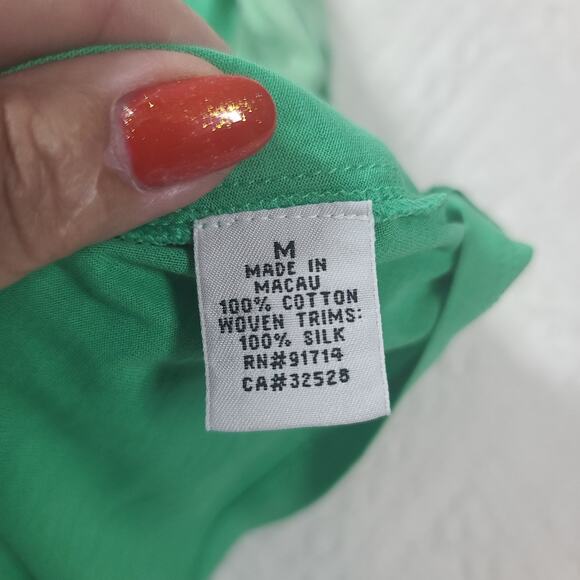 M
MADE IN
MACAU
100% COTTON
WOVEN TRIMS:
100% SILK
RN#91714
CA#32528